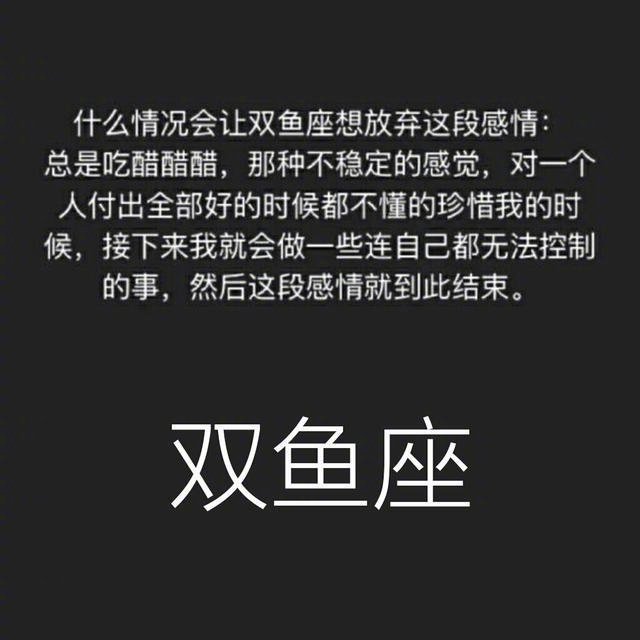 什么情况会让双鱼座想放弃这段感情：
总是吃醋醋醋，那种不稳定的感觉，对一个
人付出全部好的时候都不懂的珍惜我的时
候，接下来我就会做一些连自己都无法控制
的事，然后这段感情就到此结束。
双鱼座